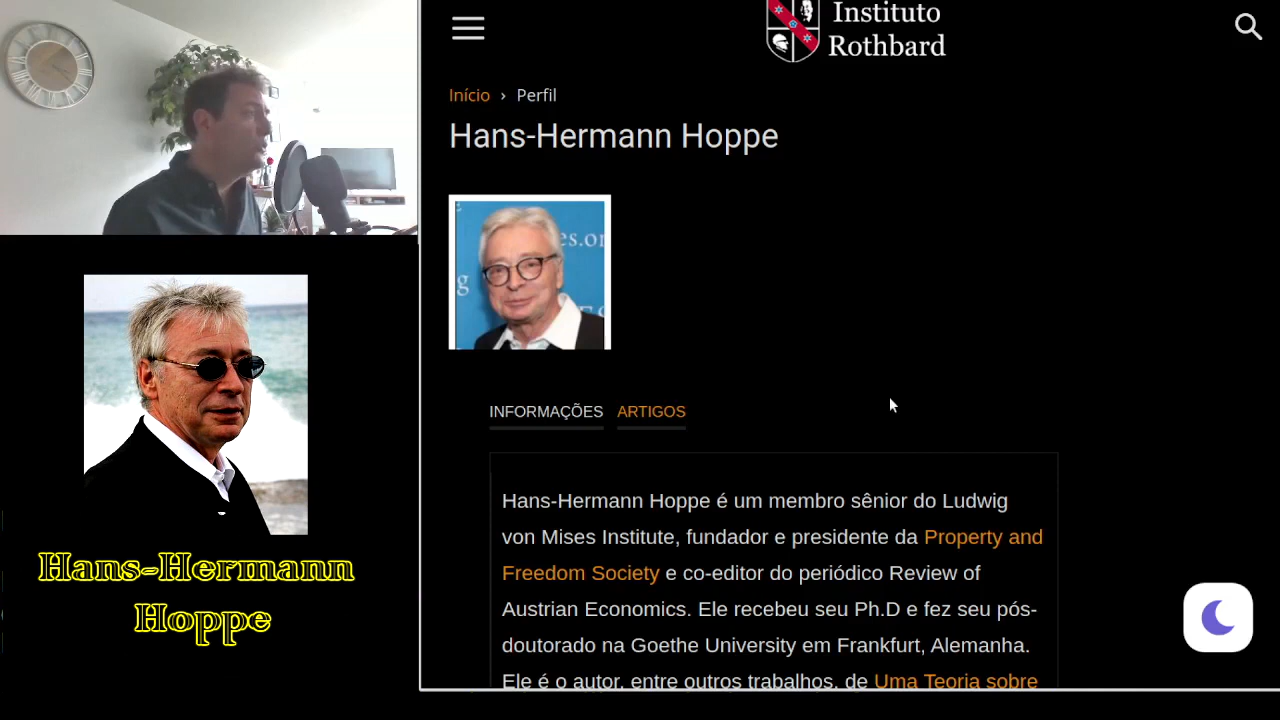 Instituto
Rothbard
Início › Perfil
Hans-Hermann Hoppe
es.or
g
ES
INFORMAÇÕES ARTIGOS
Hans-Hermann Hoppe é um membro sênior do Ludwig
von Mises Institute, fundador e presidente da Property and
Freedom Society e co-editor do periódico Review of
Austrian Economics. Ele recebeu seu Ph.D e fez seu pós-
doutorado na Goethe University em Frankfurt, Alemanha.
Ele é o autor, entre outros trabalhos, de Uma Teoria sobre
Hans-Hermann
Hoppe